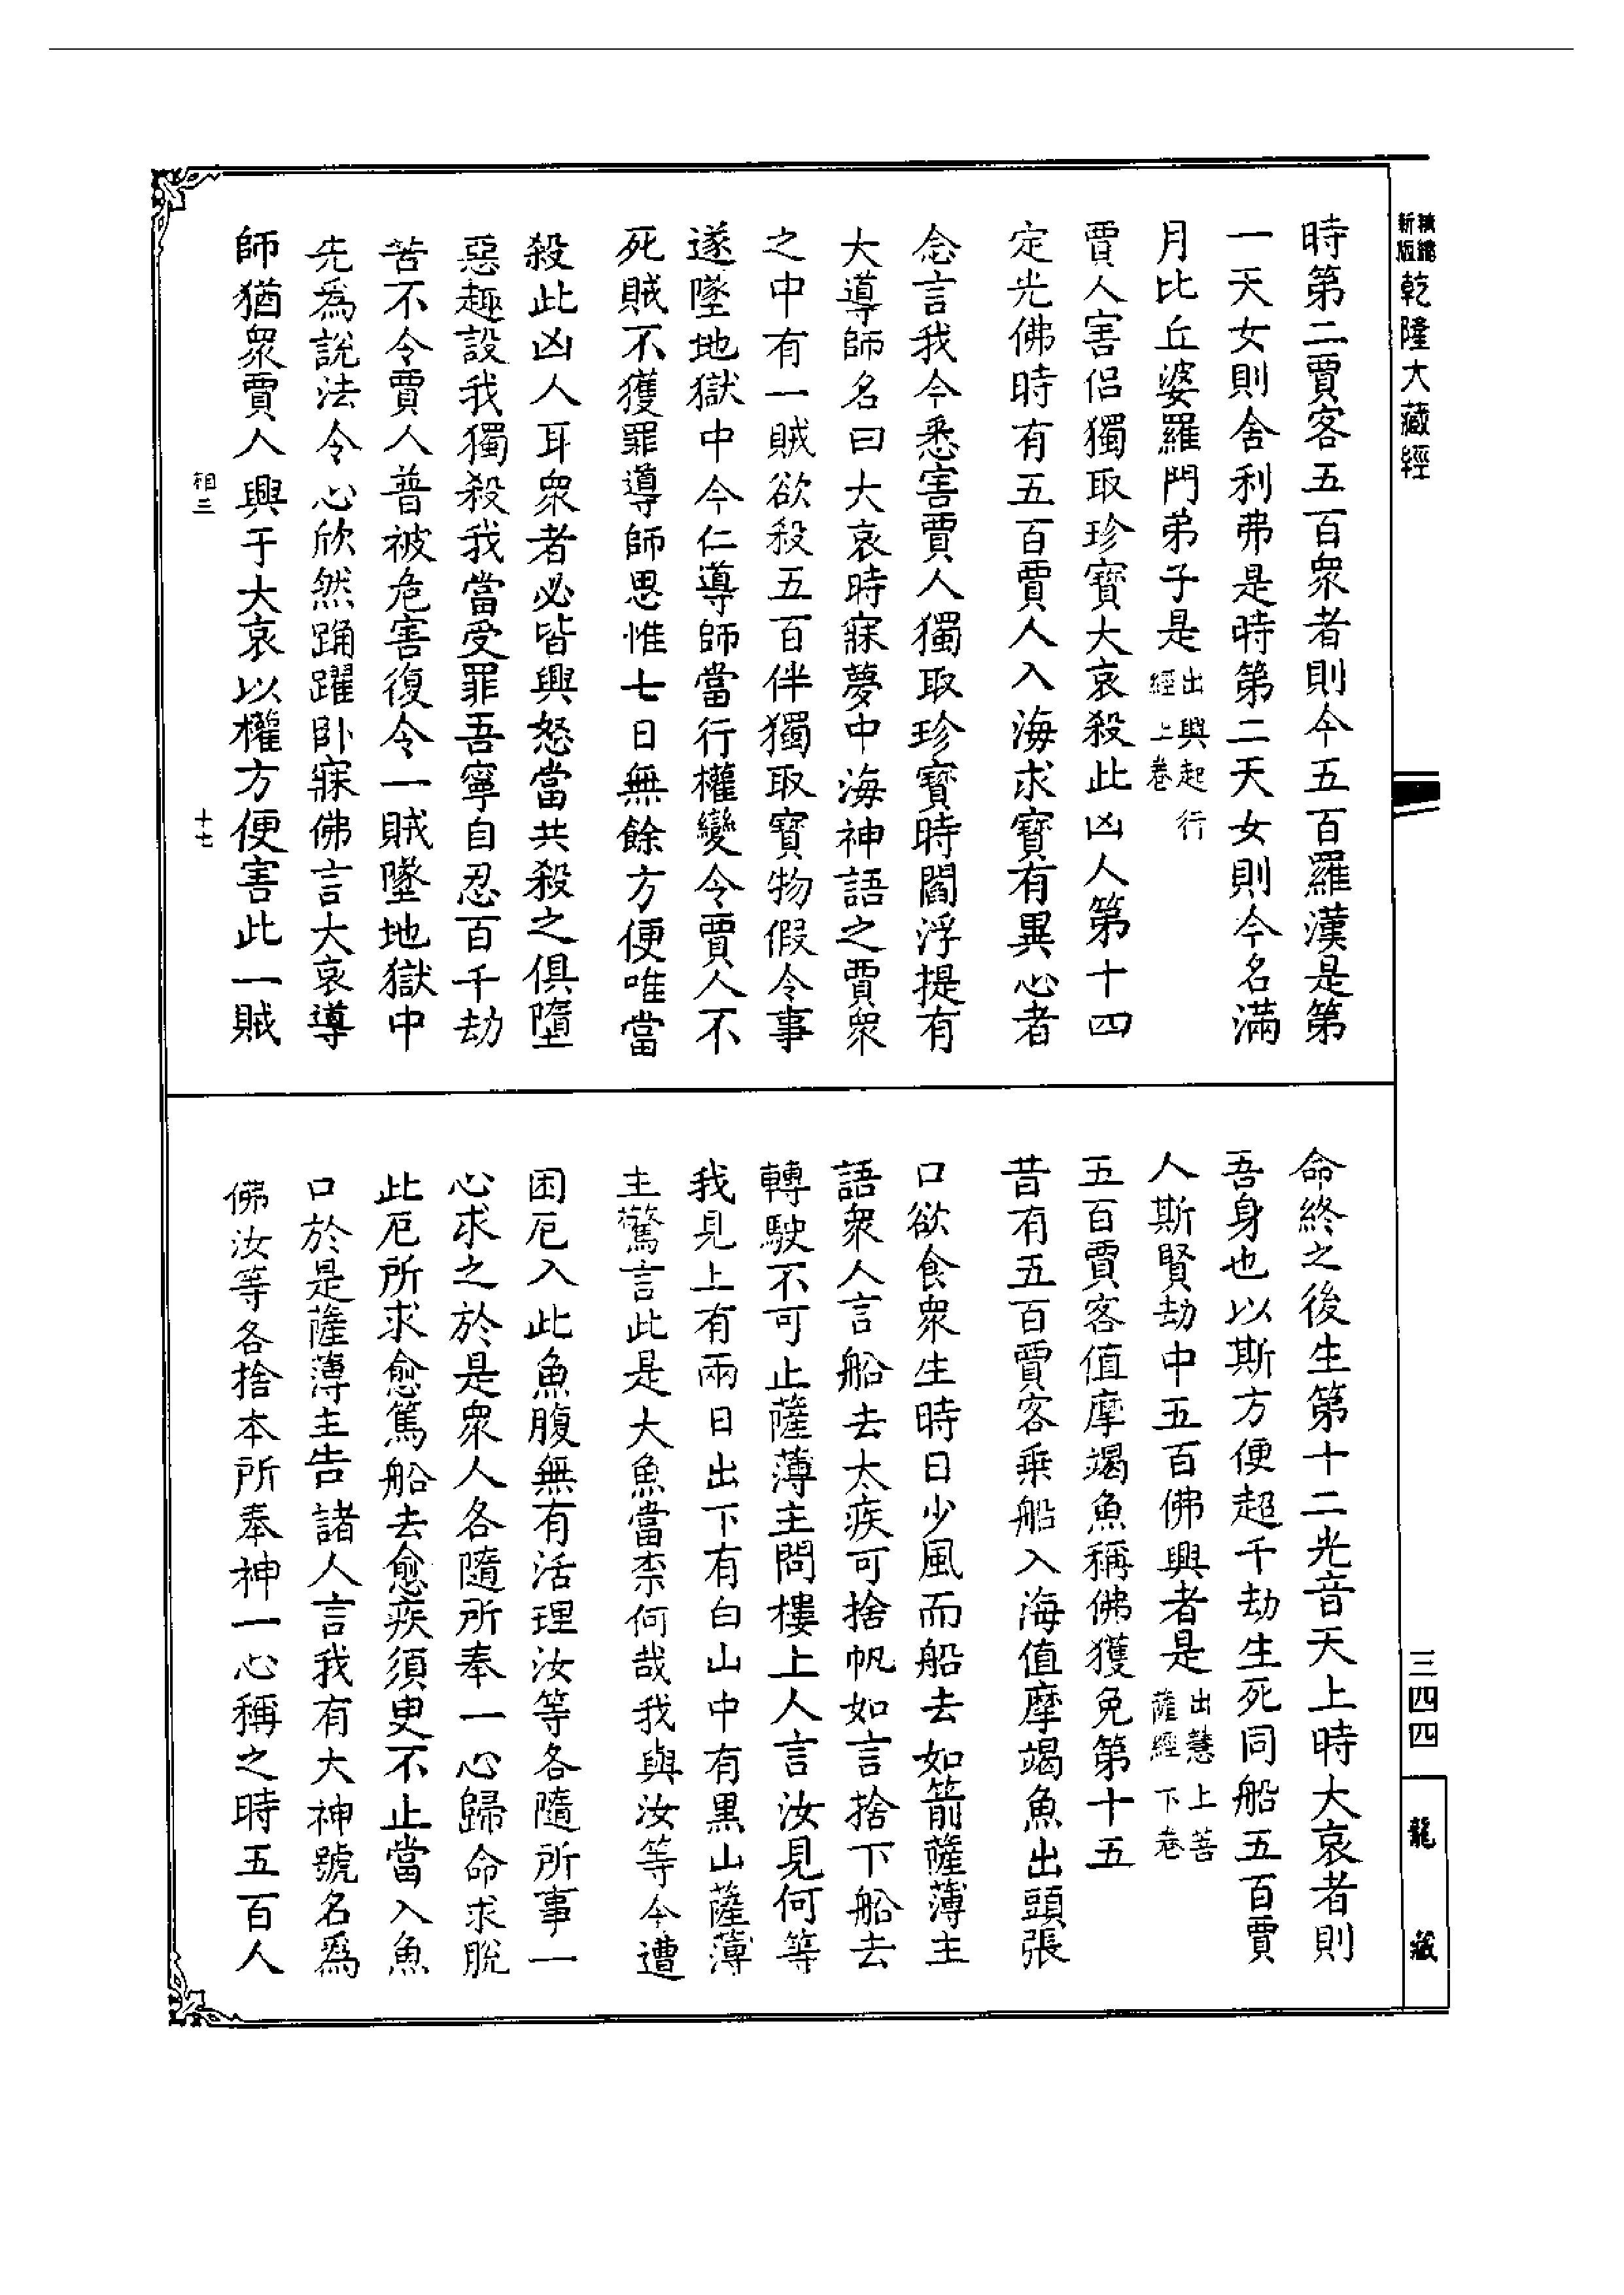 新版精縮乾隆大藏經
時第二賈客五百衆者則今五百羅漢是第
一天女則舍利弗是時第二天女則今名滿
月比丘婆羅門弟子是出興起行經上卷
賈人害侶獨取珍寶大哀殺此凶人第十四
定光佛時有五百賈人入海求寶有異心者
念言我今悉害賈人獨取珍寶時閻浮提有
大導師名曰大哀時寐夢中海神語之賈衆
之中有一賊欲殺五百伴獨取寶物假令事
遂墜地獄中今仁導師當行權變令賈人不
死賊不獲罪導師思惟七日無餘方便唯當
殺此凶人耳衆者必皆興怒當共殺之俱墮
惡趣設我獨殺我當受罪吾寧自忍百千劫
苦不令賈人普被危害復令一賊墜地獄中
先爲說法令心欣然踊躍卧寐佛言大哀導
師猶衆賈人興于大哀以權方便害此一賊
相三 十七
命終之後生第十二光音天上時大哀者則
吾身也以斯方便超千劫生死同船五百賈
人斯賢劫中五百佛興者是出慧上菩薩經下卷
五百賈客值摩竭魚稱佛獲免第十五
昔有五百賈客乘船入海值摩竭魚出頭張
口欲食衆生時日少風而船去如箭薩薄主
語衆人言船去太疾可捨帆如言捨下船去
轉駛不可止薩薄主問樓上人言汝見何等
我見上有兩日出下有白山中有黒山薩薄
主驚言此是大魚當柰何哉我與汝等今遭
困厄入此魚腹無有活理汝等各隨所事一
心求之於是衆人各隨所奉一心歸命求脫
此厄所求愈篤船去愈疾須臾不止當入魚
口於是薩薄主告諸人言我有大神號名爲
佛汝等各捨本所奉神一心稱之時五百人
三四四
龍藏